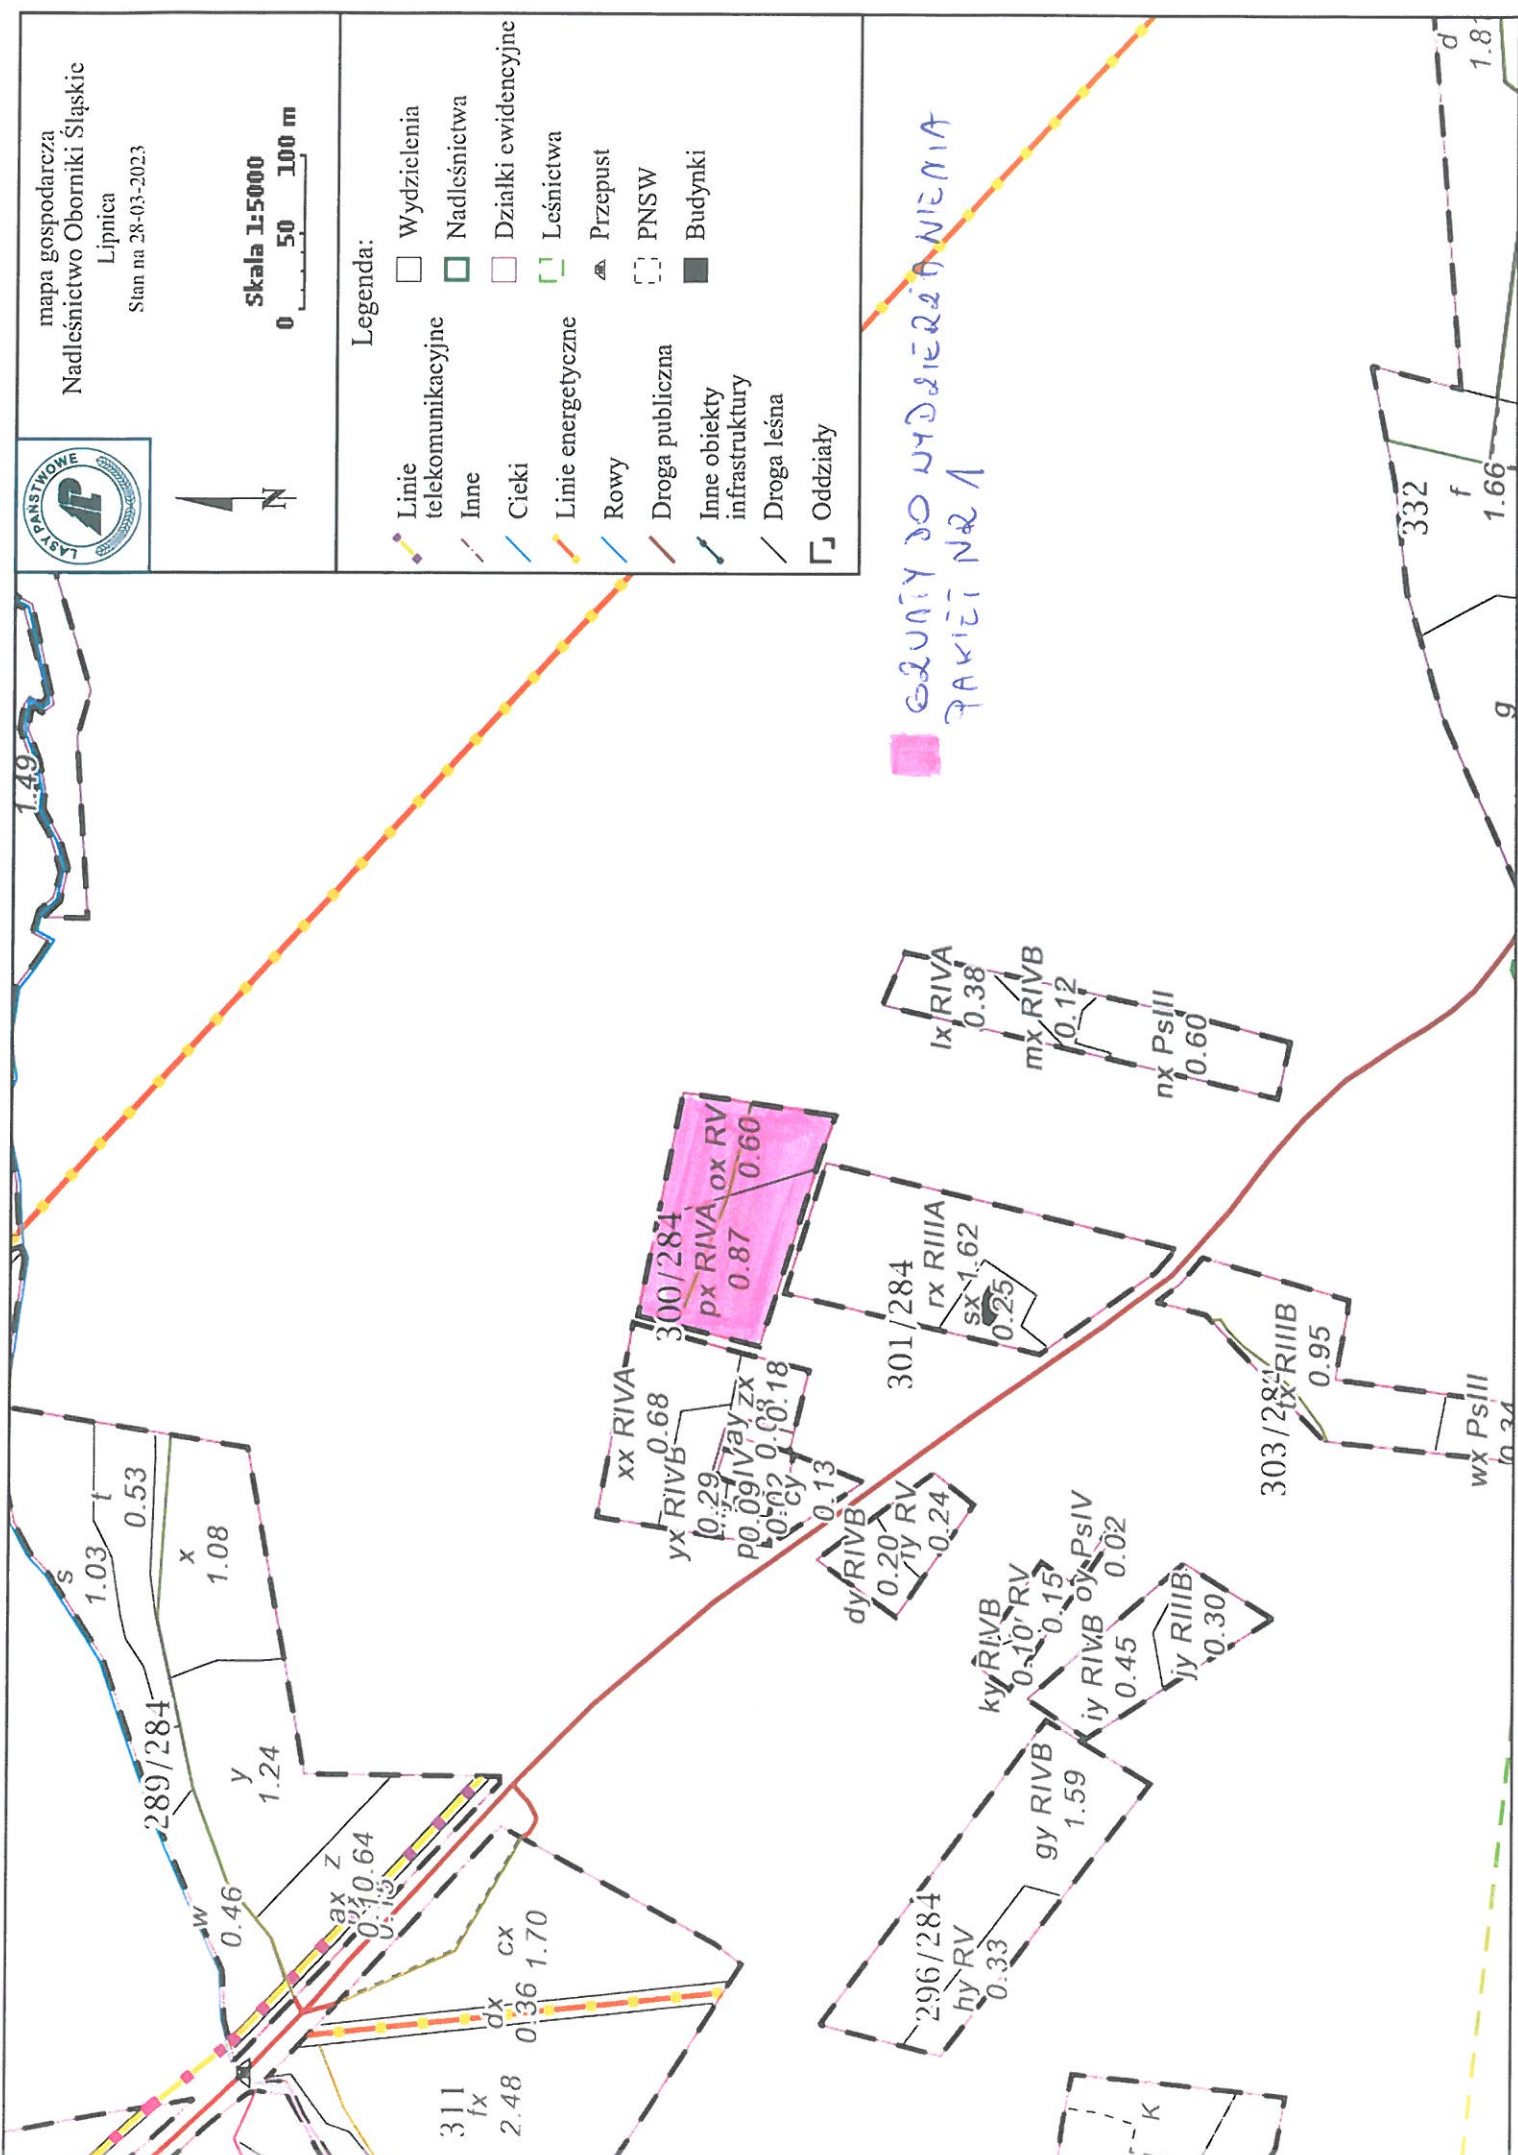 mapa gospodarcza
Nadleśnictwo Oborniki Śląskie
Lipnica
Stan na 28-03-2023
Skala 1:5000
0 50 100 m
LASY PAŃSTWOWE
N
Legenda:
Linie
telekomunikacyjne
Inne
Cieki
Linie energetyczne
Rowy
Droga publiczna
Inne obiekty
infrastruktury
Droga leśna
Oddziały
Wydzielenia
Nadleśnictwa
Działki ewidencyjne
Leśnictwa
Przepust
PNSW
Budynki
GRUNTY DO WYDZIERŻAWIENIA
PAKIET NR 1
1.49
s
1.03
t
0.53
x
1.08
289/284
y
1.24
w
0.46
z
0.64
ax
cx
1.70
dx
0.36
311
fx
2.48
300/284
px RIVA
0.87
ox RV
0.60
xx RIVA
0.68
yx RIVB
0.29
zx
0.18
cy
0.13
301/284
rx RIIIA
1.62
sx
0.25
lx RIVA
0.38
mx RIVB
0.12
nx PsIII
0.60
dy RIVB
0.20
iy RV
0.24
303/284
tx RIIIB
0.95
wx PsIII
0.34
ky RIVB
0.10
RV
0.15
oy PsIV
0.02
iy RIVB
0.45
jy RIIIB
0.30
gy RIVB
1.59
296/284
hy RV
0.33
K
332
f
1.66
g
d
1.81